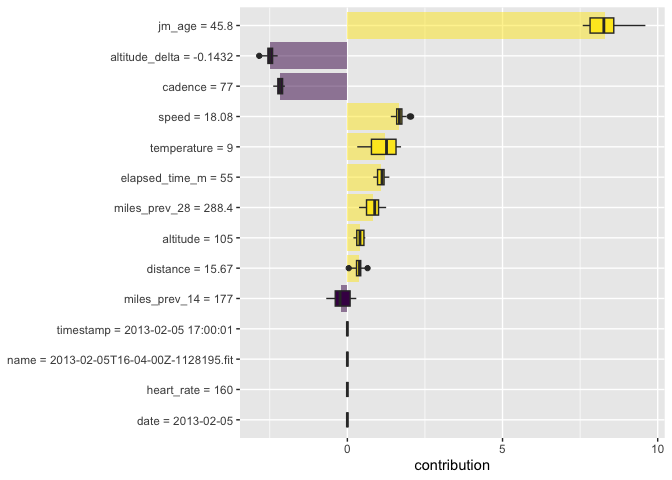 jm_age = 45.8
altitude_delta = -0.1432
cadence = 77
speed = 18.08
temperature = 9
elapsed_time_m = 55
miles_prev_28 = 288.4
altitude = 105
distance = 15.67
miles_prev_14 = 177
timestamp = 2013-02-05 17:00:01
name = 2013-02-05T16-04-00Z-1128195.fit
heart_rate = 160
date = 2013-02-05
0 5 10
contribution